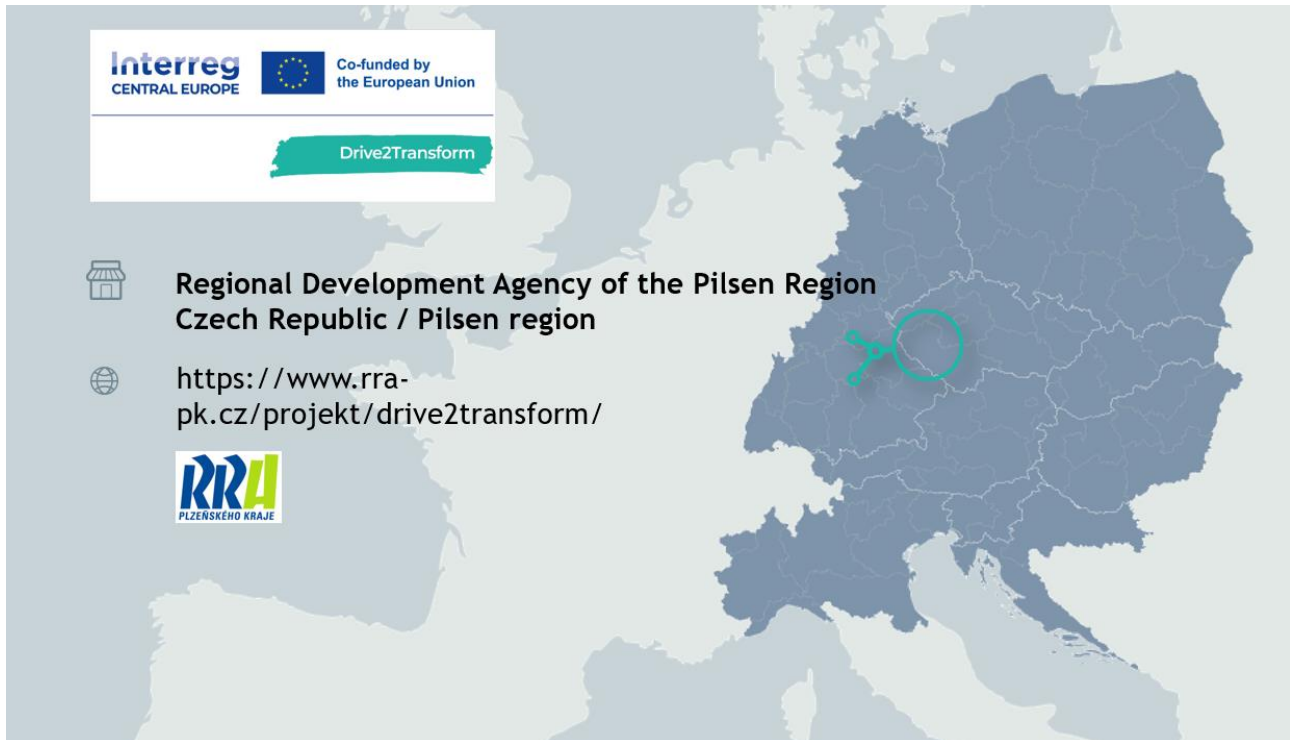 Interreg
CENTRAL EUROPE
Co-funded by
the European Union
Drive2Transform
Regional Development Agency of the Pilsen Region
Czech Republic / Pilsen region
https://www.rra-
pk.cz/projekt/drive2transform/
RRA
PLZEŇSKÉHO KRAJE